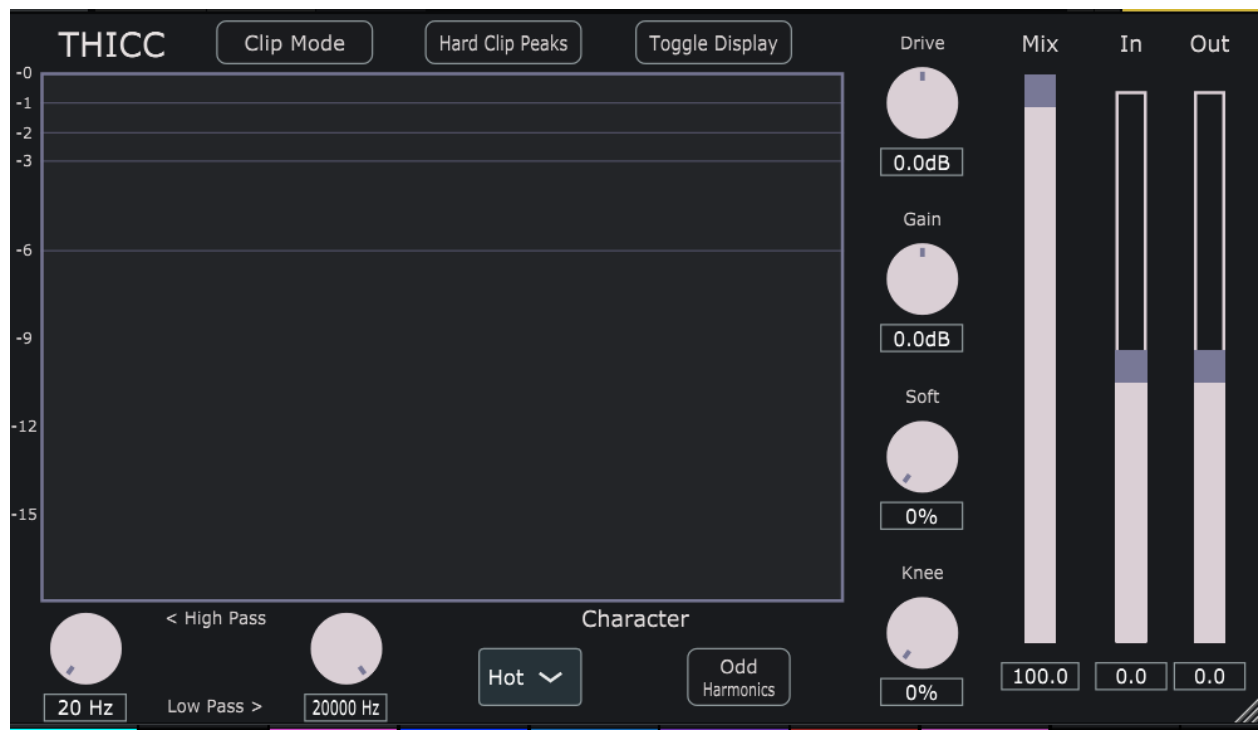 THICC
Clip Mode
Hard Clip Peaks
Toggle Display
Drive
Mix
In
Out
-0
-1
-2
-3
-6
-9
-12
-15
0.0dB
Gain
0.0dB
Soft
0%
Knee
0%
100.0
0.0
0.0
< High Pass
20 Hz
Low Pass >
20000 Hz
Character
Hot
Odd
Harmonics